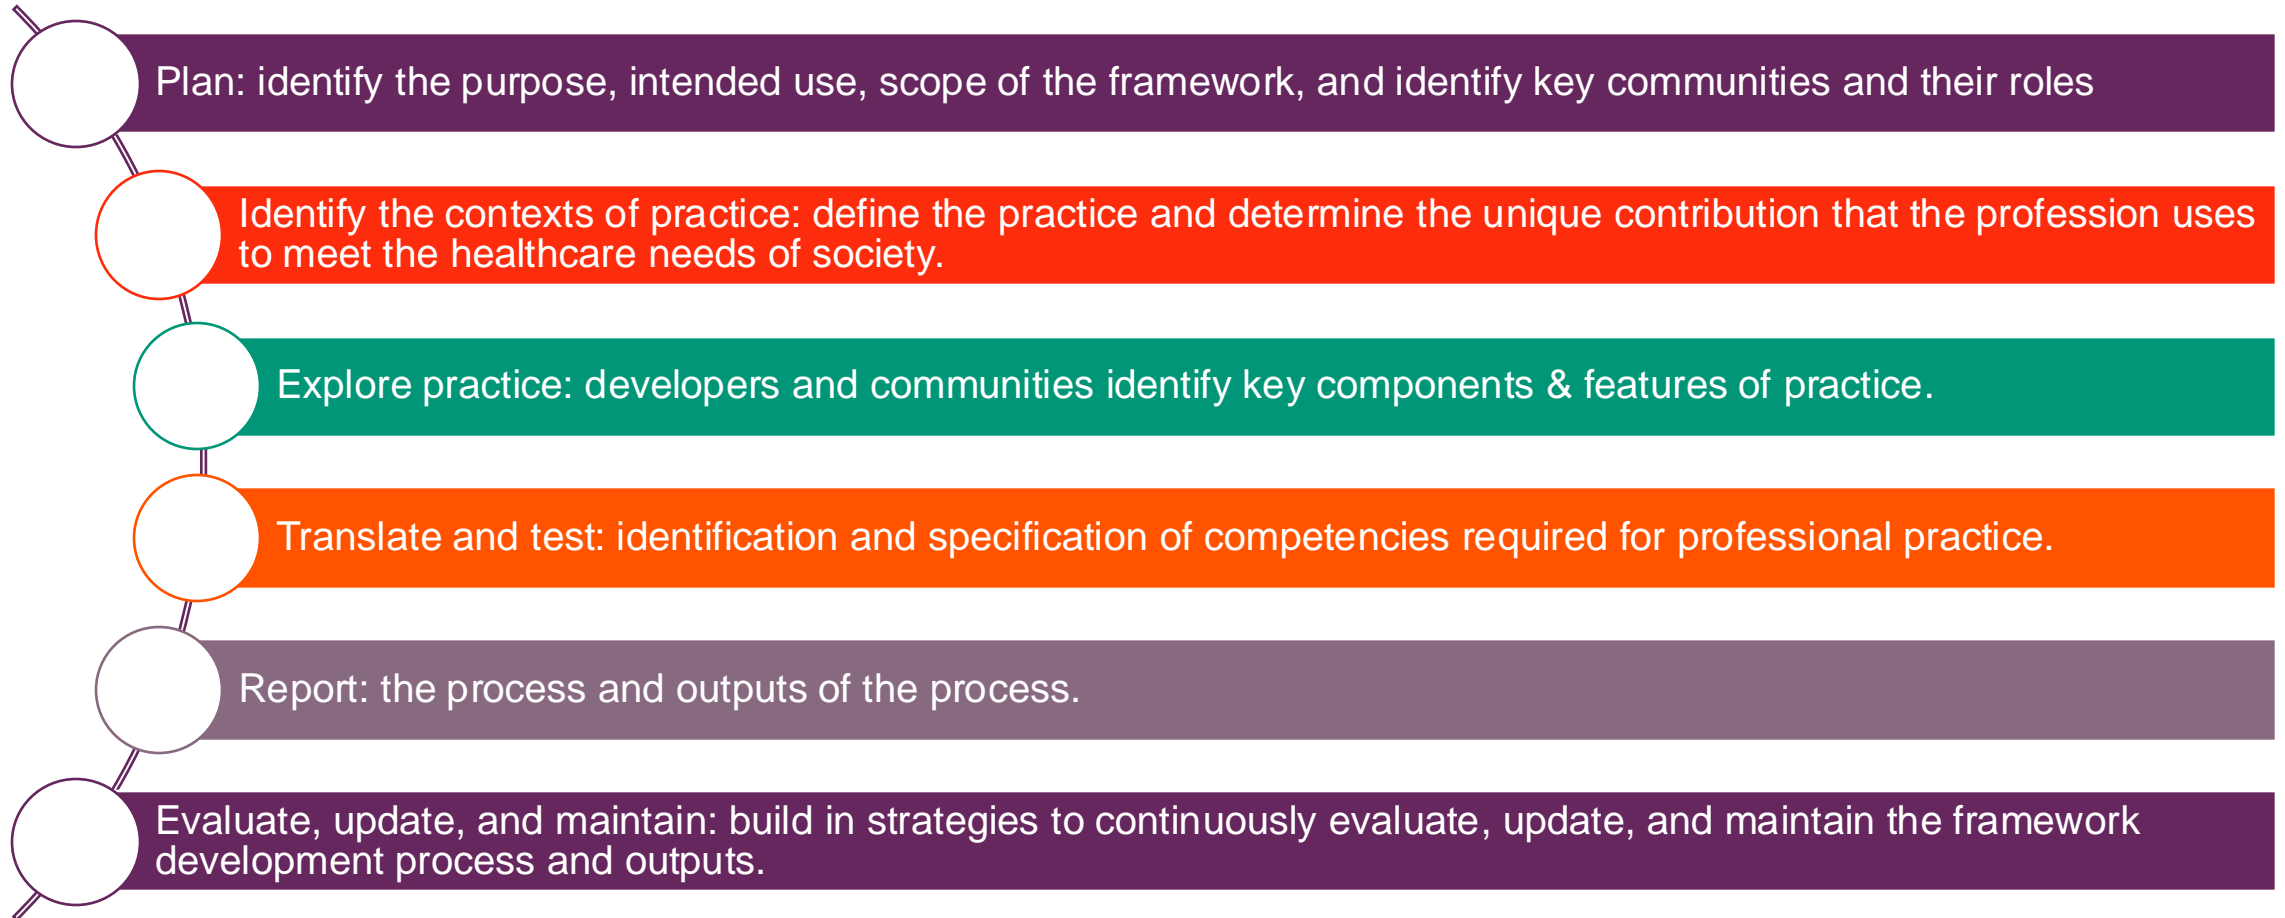 Plan: identify the purpose, intended use, scope of the framework, and identify key communities and their roles
Identify the contexts of practice: define the practice and determine the unique contribution that the profession uses
to meet the healthcare needs of society.
Explore practice: developers and communities identify key components & features of practice.
Translate and test: identification and specification of competencies required for professional practice.
Report: the process and outputs of the process.
Evaluate, update, and maintain: build in strategies to continuously evaluate, update, and maintain the framework
development process and outputs.